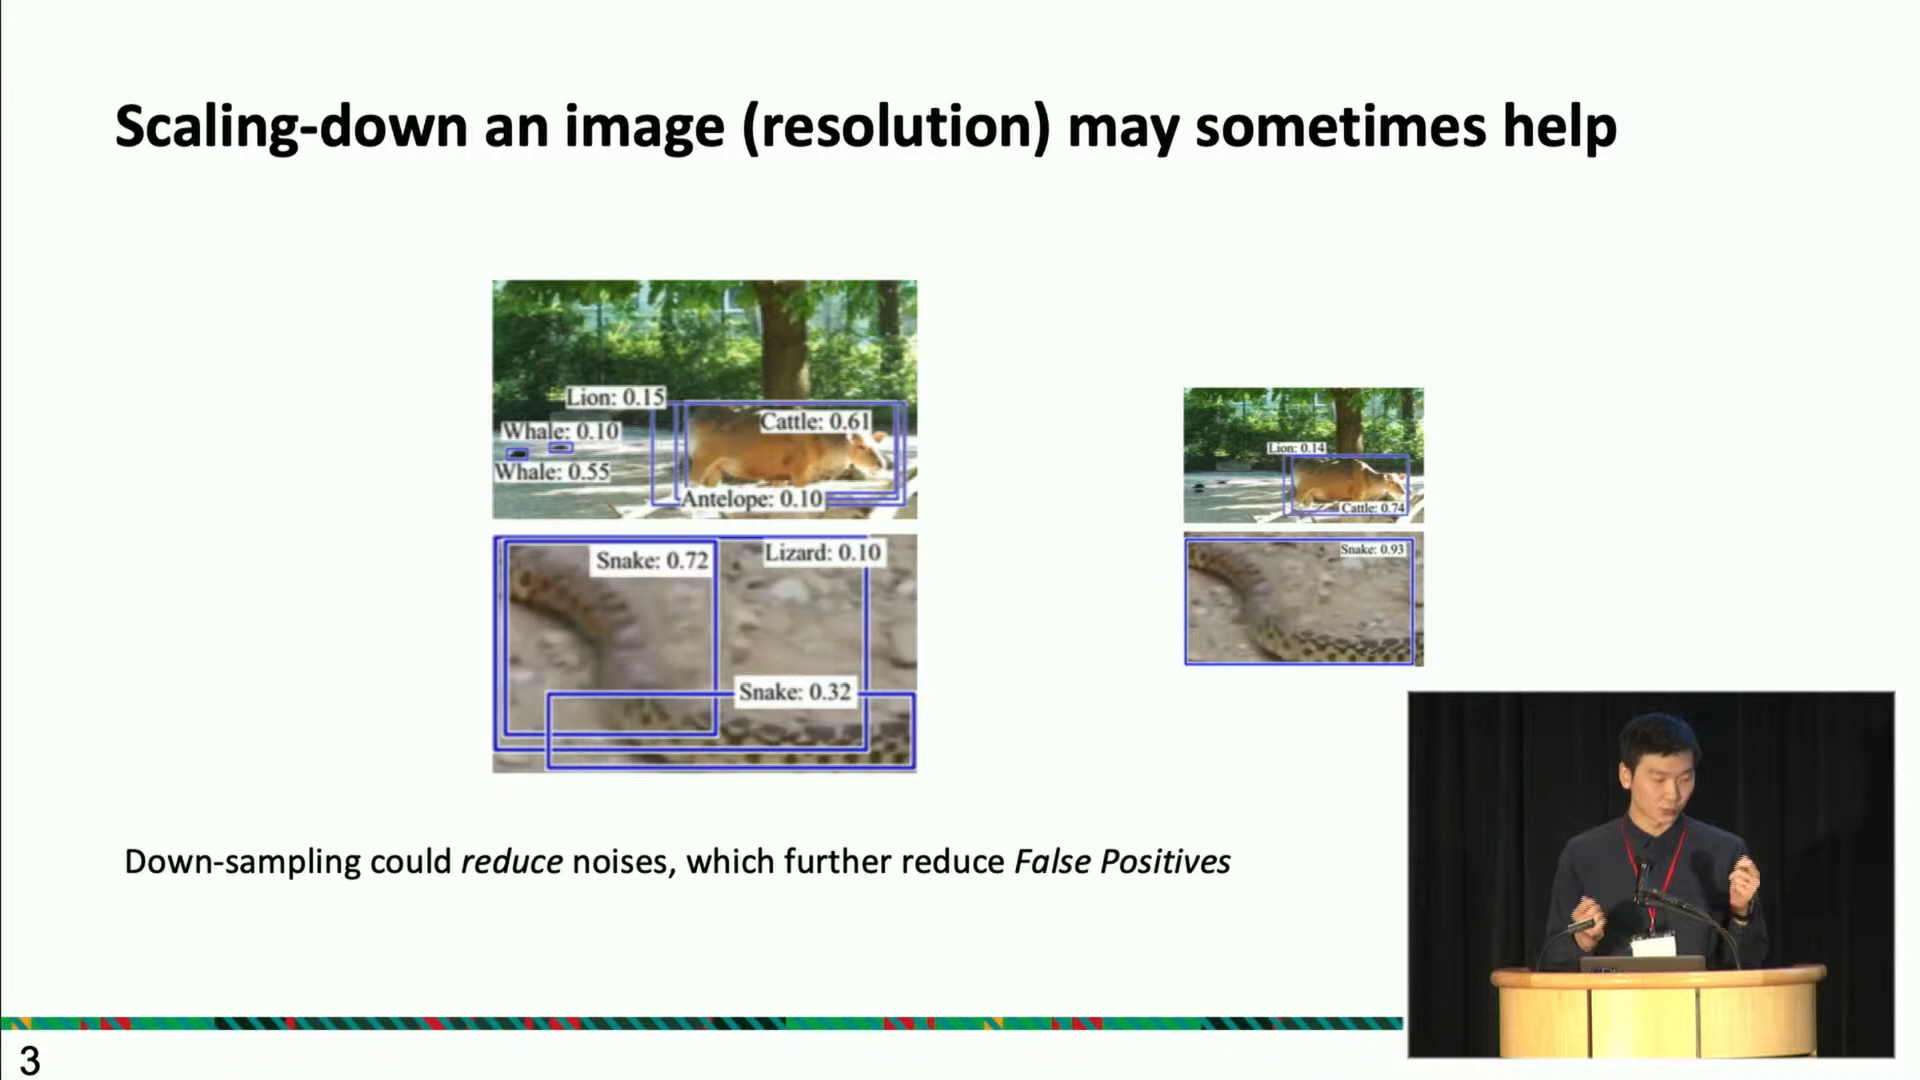 Scaling-down an image (resolution) may sometimes help
Lion: 0.15
Whale: 0.10
Cattle: 0.61
Whale: 0.55
Antelope: 0.10
Lion: 0.14
Cattle: 0.74
Snake: 0.72
Lizard: 0.10
Snake: 0.32
Snake: 0.93
Down-sampling could reduce noises, which further reduce False Positives
3